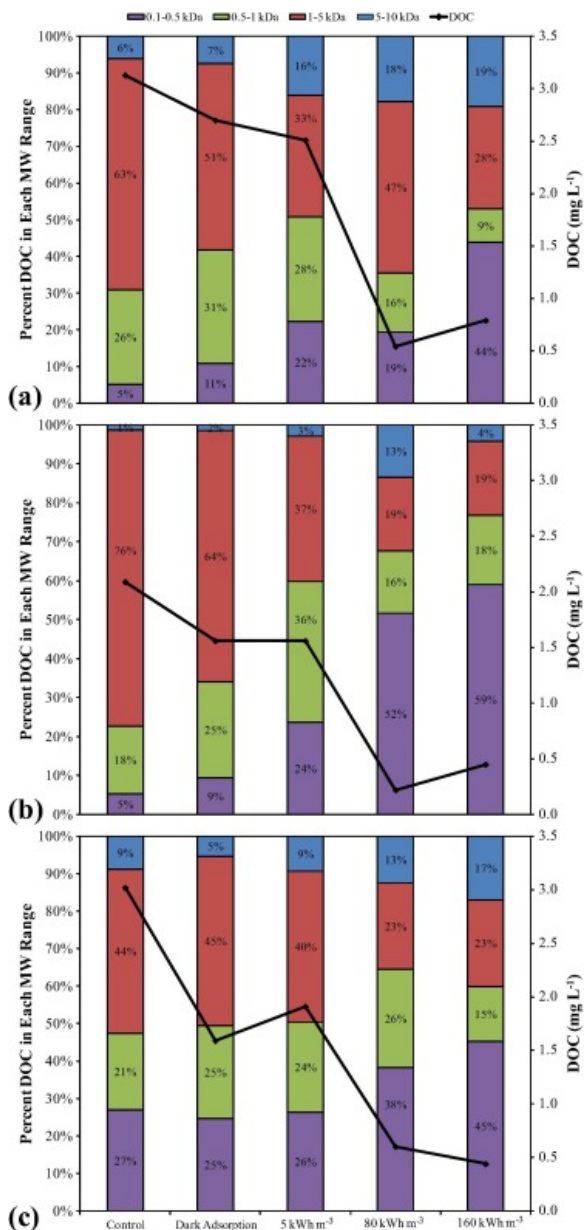 0.1-0.5 kDa 0.5-1 kDa 1-5 kDa 5-10 kDa DOC
Percent DOC in Each MW Range
100%
90%
80%
70%
60%
50%
40%
30%
20%
10%
0%
6% 7% 16% 18% 19%
63% 51% 33% 47% 28%
26% 31% 28% 16% 9%
5% 11% 22% 19% 44%
3.5
3.0
2.5
2.0
1.5
1.0
0.5
0.0
DOC (mg L-1)
(a)
Percent DOC in Each MW Range
100%
90%
80%
70%
60%
50%
40%
30%
20%
10%
0%
1% 2% 3% 13% 4%
76% 64% 37% 19% 19%
18% 25% 36% 16% 18%
5% 9% 24% 52% 59%
3.5
3.0
2.5
2.0
1.5
1.0
0.5
0.0
DOC (mg L-1)
(b)
Percent DOC in Each MW Range
100%
90%
80%
70%
60%
50%
40%
30%
20%
10%
0%
9% 5% 9% 13% 17%
44% 45% 40% 23% 23%
21% 25% 24% 26% 15%
27% 25% 26% 38% 45%
3.5
3.0
2.5
2.0
1.5
1.0
0.5
0.0
DOC (mg L-1)
(c)
Control Dark Adsorption 5 kWh m-3 80 kWh m-3 160 kWh m-3